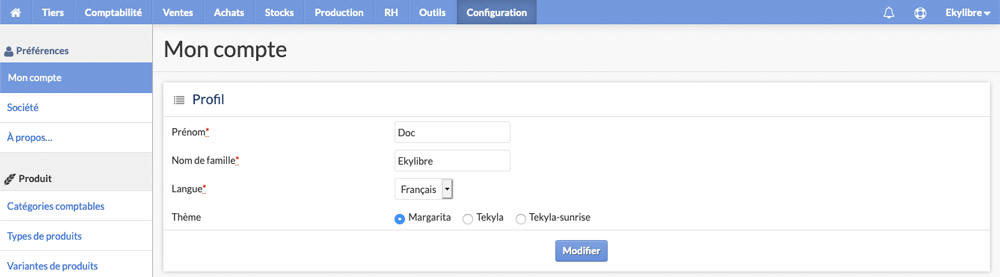 Tiers Comptabilité Ventes Achats Stocks Production RH Outils Configuration Ekylibre
Préférences
Mon compte
Société
À propos...
Produit
Catégories comptables
Types de produits
Variantes de produits
Mon compte
Profil
Prénom* Doc
Nom de famille* Ekylibre
Langue* Français
Thème Margarita Tekyla Tekyla-sunrise
Modifier